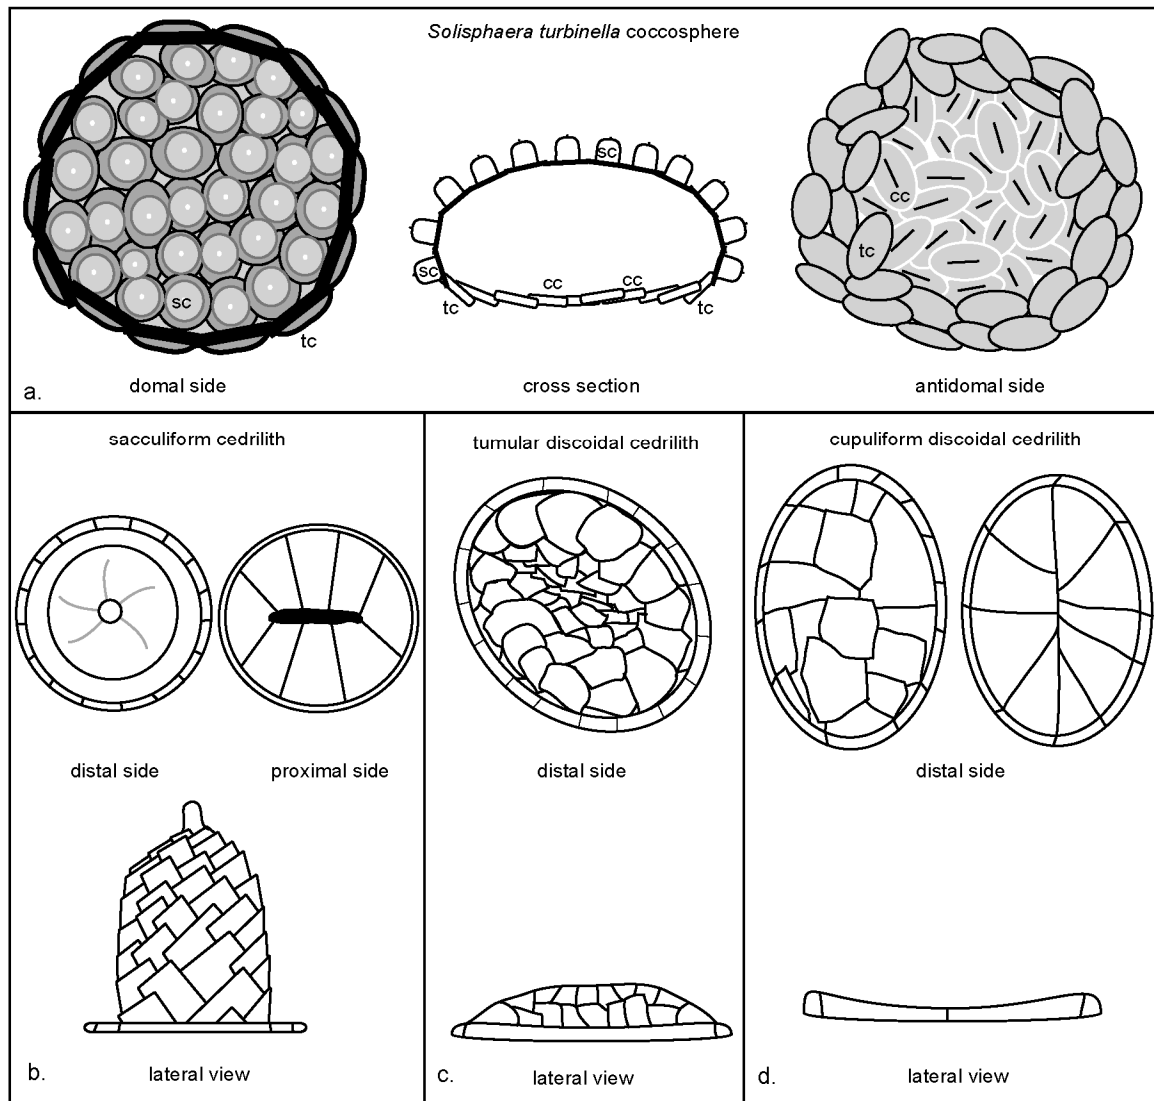 Solisphaera turbinella coccosphere
sc
tc
sc
sc
cc
cc
tc
tc
cc
tc
a.
domal side
cross section
antidomal side
sacculiform cedrilith
distal side
proximal side
b.
lateral view
tumular discoidal cedrilith
distal side
c.
lateral view
cupuliform discoidal cedrilith
distal side
d.
lateral view